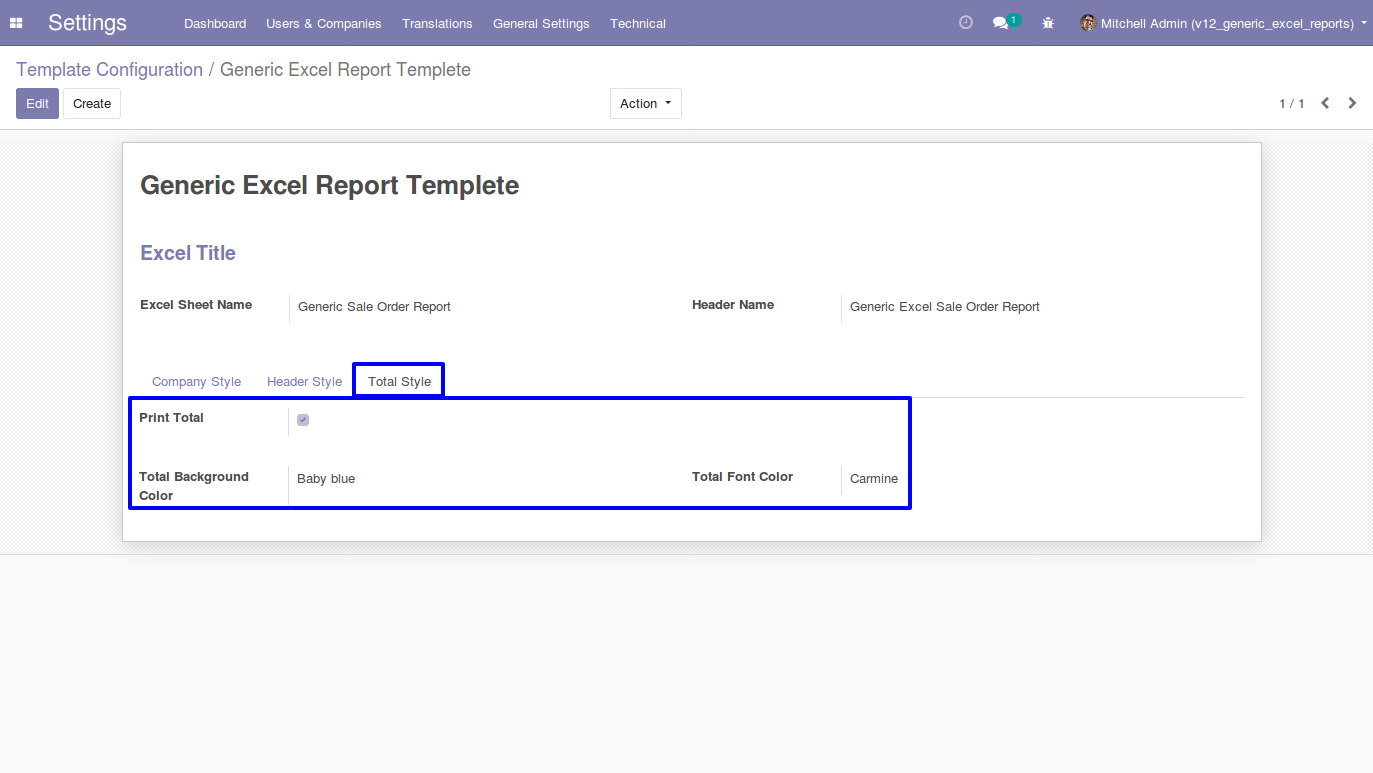 Settings Dashboard Users & Companies Translations General Settings Technical 1 Mitchell Admin (v12_generic_excel_reports)
Template Configuration / Generic Excel Report Templete
Edit Create Action 1 / 1
Generic Excel Report Templete
Excel Title
Excel Sheet Name Generic Sale Order Report Header Name Generic Excel Sale Order Report
Company Style Header Style Total Style
Print Total
Total Background Color Baby blue Total Font Color Carmine